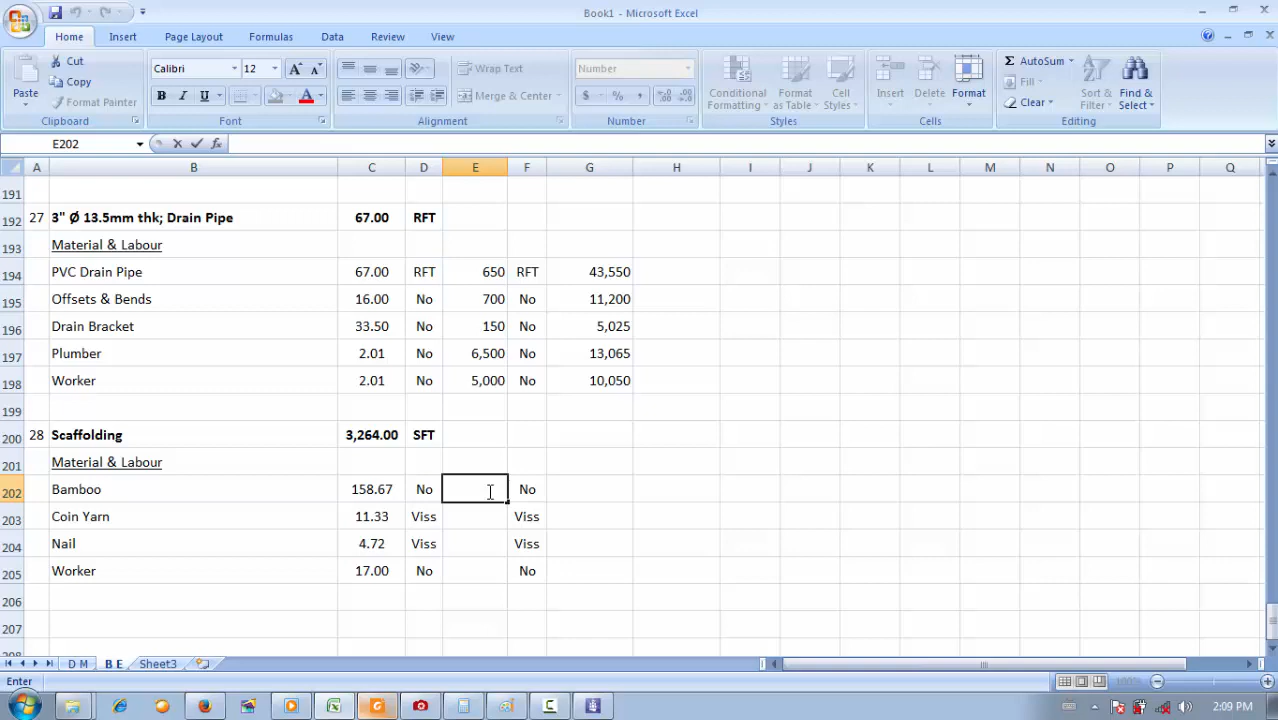 Book1 - Microsoft Excel
Home Insert Page Layout Formulas Data Review View
Cut
Copy
Format Painter
Paste
Clipboard
Calibri 12
B I U A
Font
Wrap Text
Merge & Center
Alignment
Number
$ % ,
Number
Conditional Formatting
Format as Table
Cell Styles
Styles
Insert Delete Format
Cells
Σ AutoSum
Fill
Clear
Sort & Filter
Find & Select
Editing
E202 fx
A B C D E F G H I J K L M N O P Q
191
192 27 3" Ø 13.5mm thk; Drain Pipe 67.00 RFT
193 Material & Labour
194 PVC Drain Pipe 67.00 RFT 650 RFT 43,550
195 Offsets & Bends 16.00 No 700 No 11,200
196 Drain Bracket 33.50 No 150 No 5,025
197 Plumber 2.01 No 6,500 No 13,065
198 Worker 2.01 No 5,000 No 10,050
199
200 28 Scaffolding 3,264.00 SFT
201 Material & Labour
202 Bamboo 158.67 No No
203 Coin Yarn 11.33 Viss Viss
204 Nail 4.72 Viss Viss
205 Worker 17.00 No No
206
207
208
D M B E Sheet3
Enter 100%
2:09 PM